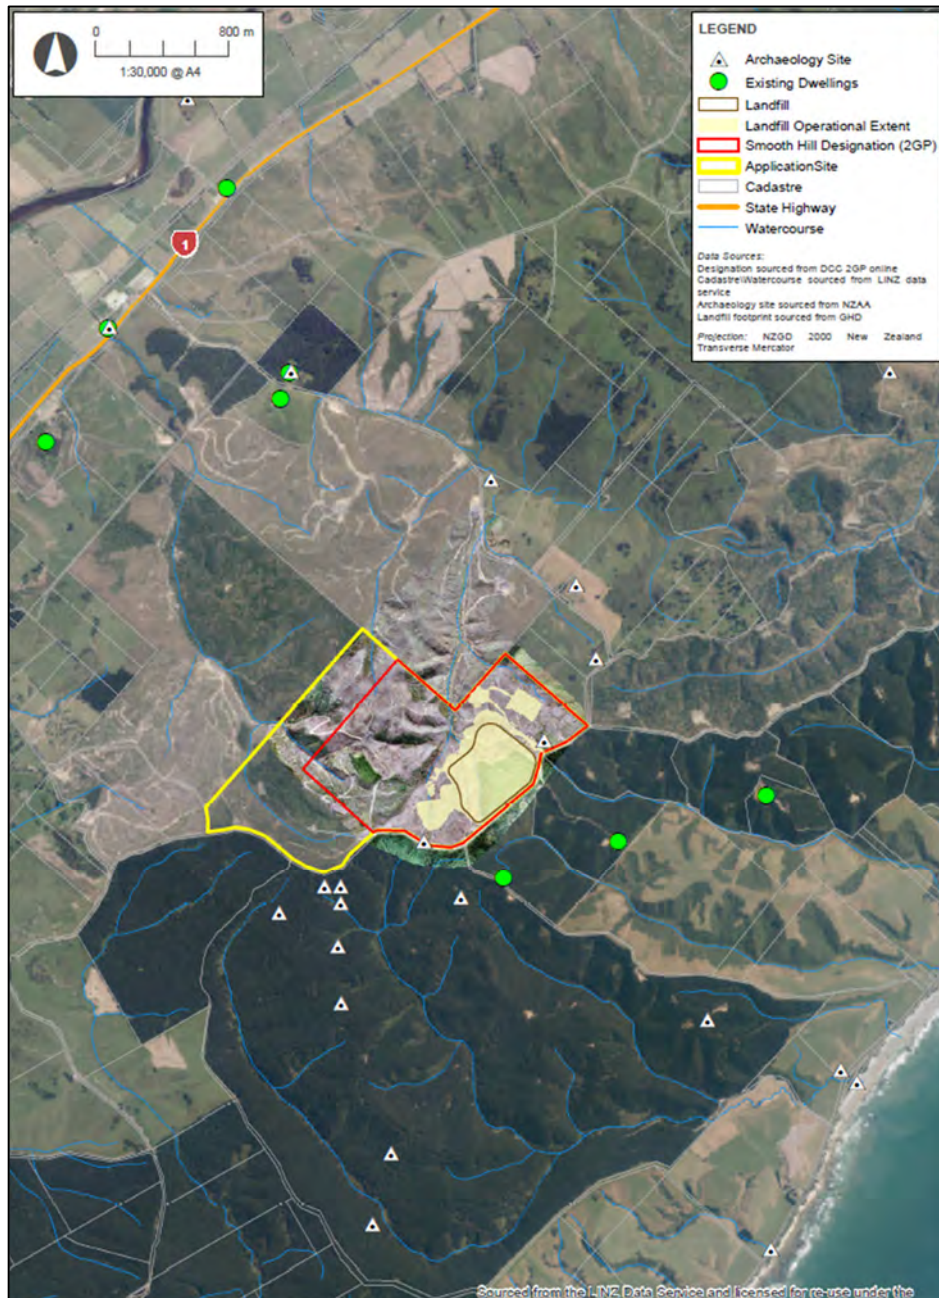 0 800 m
1:30,000 @ A4
LEGEND
Archaeology Site
Existing Dwellings
Landfill
Landfill Operational Extent
Smooth Hill Designation (2GP)
ApplicationSite
Cadastre
State Highway
Watercourse
Data Sources:
Designation sourced from DCC 2GP online
Cadastre\Watercourse sourced from LINZ data
service
Archaeology site sourced from NZAA
Landfill footprint sourced from GHD
Projection: NZGD 2000 New Zealand
Transverse Mercator
1
Sourced from the LINZ Data Service and licensed for re-use under the